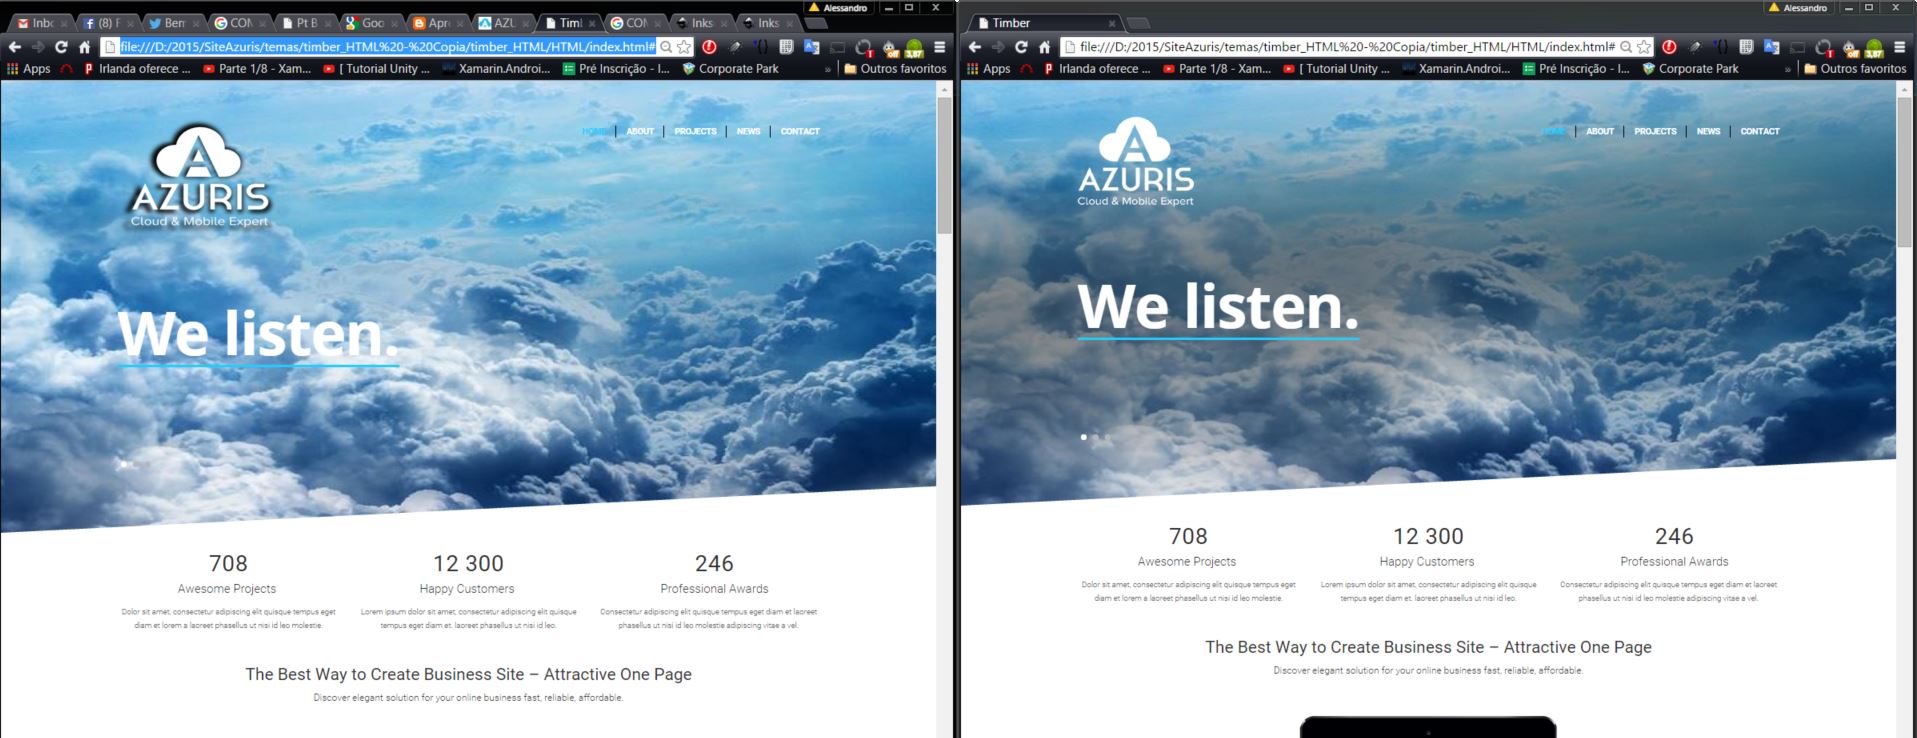 Alessandro
Inbc
(8) F
Ben
CON
Pt B
Goo
Apr
AZU
Timl
CON
Inks
Inks
file:///D:/2015/SiteAzuris/temas/timber_HTML%20-%20Copia/timber_HTML/HTML/index.html#
Apps
Irlanda oferece ...
Parte 1/8 - Xam...
[ Tutorial Unity ...
Xamarin.Androi...
Pré Inscrição - I...
Corporate Park
»
Outros favoritos
AZURIS
Cloud & Mobile Expert
HOME
ABOUT
PROJECTS
NEWS
CONTACT
We listen.
708
Awesome Projects
Dolor sit amet, consectetur adipiscing elit quisque tempus eget
diam et lorem a laoreet phasellus ut nisi id leo molestie.
12 300
Happy Customers
Lorem ipsum dolor sit amet, consectetur adipiscing elit quisque
tempus eget diam et. laoreet phasellus ut nisi id leo.
246
Professional Awards
Consectetur adipiscing elit quisque tempus eget diam et laoreet
phasellus ut nisi id leo molestie adipiscing vitae a vel.
The Best Way to Create Business Site – Attractive One Page
Discover elegant solution for your online business fast, reliable, affordable.
Alessandro
Timber
file:///D:/2015/SiteAzuris/temas/timber_HTML%20-%20Copia/timber_HTML/HTML/index.html#
Apps
Irlanda oferece ...
Parte 1/8 - Xam...
[ Tutorial Unity ...
Xamarin.Androi...
Pré Inscrição - I...
Corporate Park
»
Outros favoritos
AZURIS
Cloud & Mobile Expert
HOME
ABOUT
PROJECTS
NEWS
CONTACT
We listen.
708
Awesome Projects
Dolor sit amet, consectetur adipiscing elit quisque tempus eget
diam et lorem a laoreet phasellus ut nisi id leo molestie.
12 300
Happy Customers
Lorem ipsum dolor sit amet, consectetur adipiscing elit quisque
tempus eget diam et. laoreet phasellus ut nisi id leo.
246
Professional Awards
Consectetur adipiscing elit quisque tempus eget diam et laoreet
phasellus ut nisi id leo molestie adipiscing vitae a vel.
The Best Way to Create Business Site – Attractive One Page
Discover elegant solution for your online business fast, reliable, affordable.